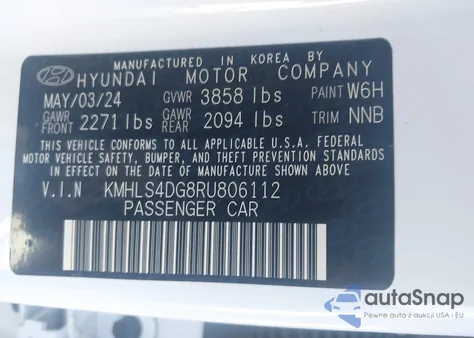 MANUFACTURED IN KOREA BY
HYUNDAI MOTOR COMPANY
MAY/03/24 GVWR 3858 lbs PAINT W6H
GAWR FRONT 2271 lbs GAWR REAR 2094 lbs TRIM NNB
THIS VEHICLE CONFORMS TO ALL APPLICABLE U.S.A. FEDERAL
MOTOR VEHICLE SAFETY, BUMPER, AND THEFT PREVENTION
STANDARDS IN EFFECT ON THE DATE OF MANUFACTURE
SHOWN ABOVE.
V.I.N KMHLS4DG8RU806112
PASSENGER CAR
autoSnap
Pewne auta z aukcji USA i EU